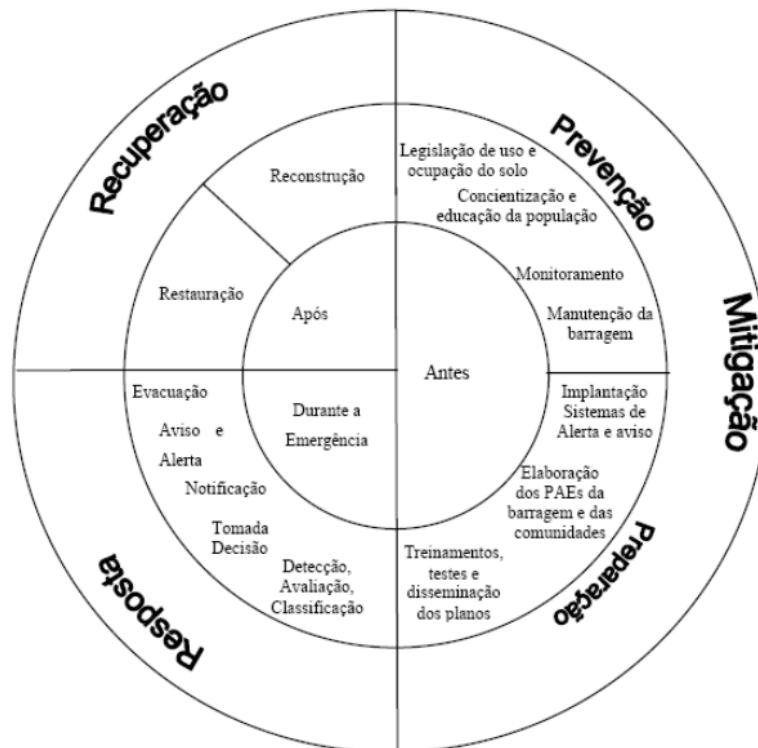 Recuperação
Prevenção
Mitigação
Preparação
Resposta
Reconstrução
Restauração
Após
Legislação de uso e
ocupação do solo
Concientização e
educação da população
Monitoramento
Manutenção da
barragem
Antes
Implantação
Sistemas de
Alerta e aviso
Elaboração
dos PAEs da
barragem e das
comunidades
Treinamentos,
testes e
disseminação
dos planos
Durante a
Emergência
Evacuação
Aviso e
Alerta
Notificação
Tomada
Decisão
Detecção,
Avaliação,
Classificação